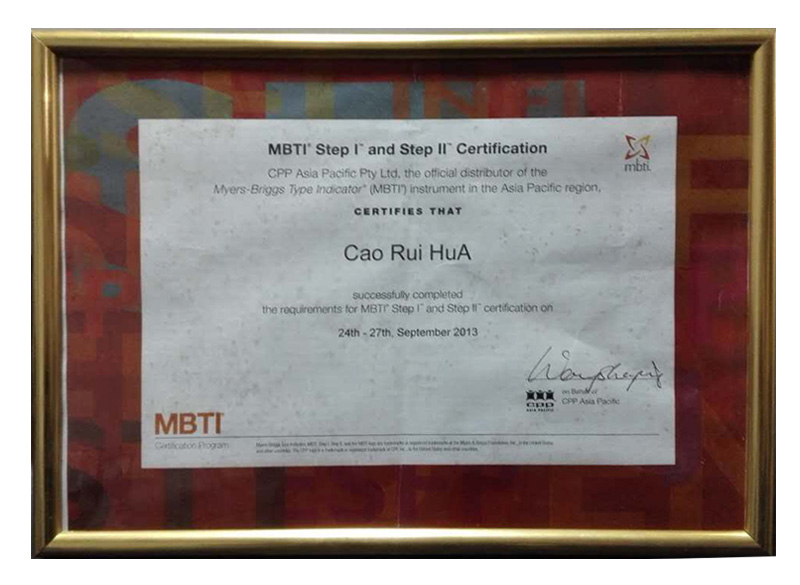 MBTI® Step I™ and Step II™ Certification
mbti.
CPP Asia Pacific Pty Ltd, the official distributor of the
Myers-Briggs Type Indicator® (MBTI®) instrument in the Asia Pacific region,
CERTIFIES THAT
Cao Rui HuA
successfully completed
the requirements for MBTI® Step I™ and Step II™ certification on
24th - 27th, September 2013
on Behalf of
CPP Asia Pacific
cpp
ASIA PACIFIC
MBTI
Certification Program